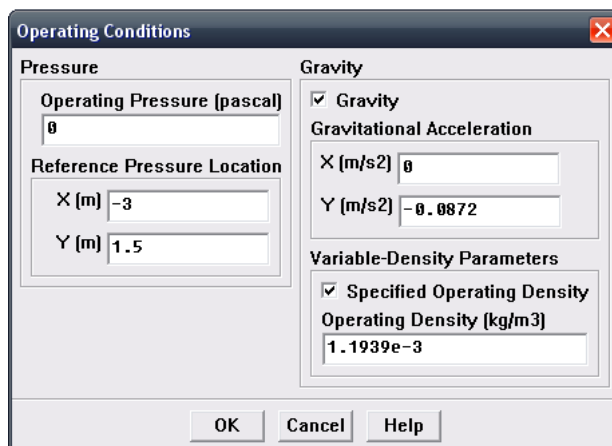 Operating Conditions
Pressure
Operating Pressure (pascal)
0
Reference Pressure Location
X (m) -3
Y (m) 1.5
Gravity
Gravity
Gravitational Acceleration
X (m/s2) 0
Y (m/s2) -0.0872
Variable-Density Parameters
Specified Operating Density
Operating Density (kg/m3)
1.1939e-3
OK Cancel Help